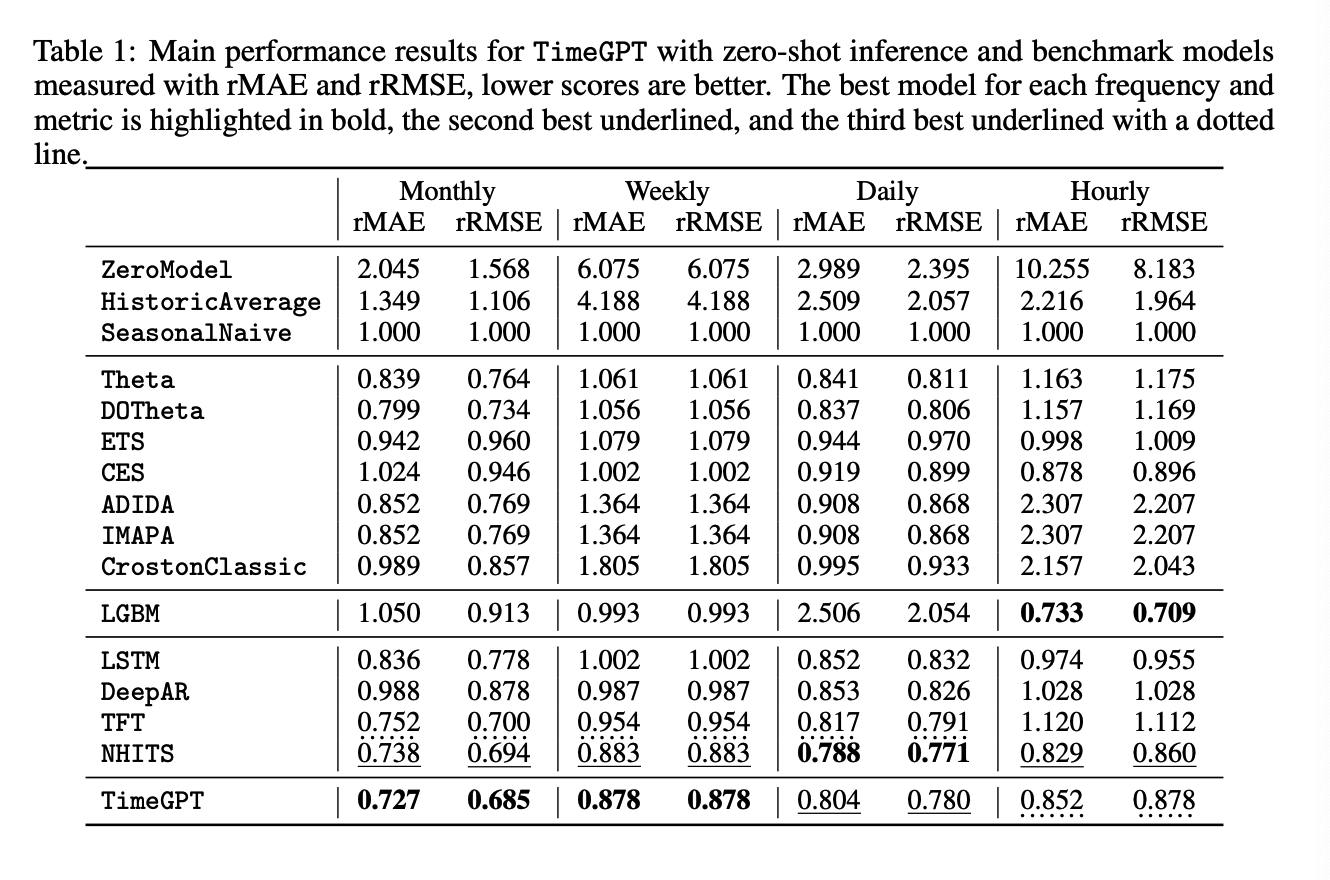 Table 1: Main performance results for TimeGPT with zero-shot inference and benchmark models
measured with rMAE and rRMSE, lower scores are better. The best model for each frequency and
metric is highlighted in bold, the second best underlined, and the third best underlined with a dotted
line.
Monthly Weekly Daily Hourly
rMAE rRMSE rMAE rRMSE rMAE rRMSE rMAE rRMSE
ZeroModel 2.045 1.568 6.075 6.075 2.989 2.395 10.255 8.183
HistoricAverage 1.349 1.106 4.188 4.188 2.509 2.057 2.216 1.964
SeasonalNaive 1.000 1.000 1.000 1.000 1.000 1.000 1.000 1.000
Theta 0.839 0.764 1.061 1.061 0.841 0.811 1.163 1.175
DOTheta 0.799 0.734 1.056 1.056 0.837 0.806 1.157 1.169
ETS 0.942 0.960 1.079 1.079 0.944 0.970 0.998 1.009
CES 1.024 0.946 1.002 1.002 0.919 0.899 0.878 0.896
ADIDA 0.852 0.769 1.364 1.364 0.908 0.868 2.307 2.207
IMAPA 0.852 0.769 1.364 1.364 0.908 0.868 2.307 2.207
CrostonClassic 0.989 0.857 1.805 1.805 0.995 0.933 2.157 2.043
LGBM 1.050 0.913 0.993 0.993 2.506 2.054 0.733 0.709
LSTM 0.836 0.778 1.002 1.002 0.852 0.832 0.974 0.955
DeepAR 0.988 0.878 0.987 0.987 0.853 0.826 1.028 1.028
TFT 0.752 0.700 0.954 0.954 0.817 0.791 1.120 1.112
NHITS 0.738 0.694 0.883 0.883 0.788 0.771 0.829 0.860
TimeGPT 0.727 0.685 0.878 0.878 0.804 0.780 0.852 0.878